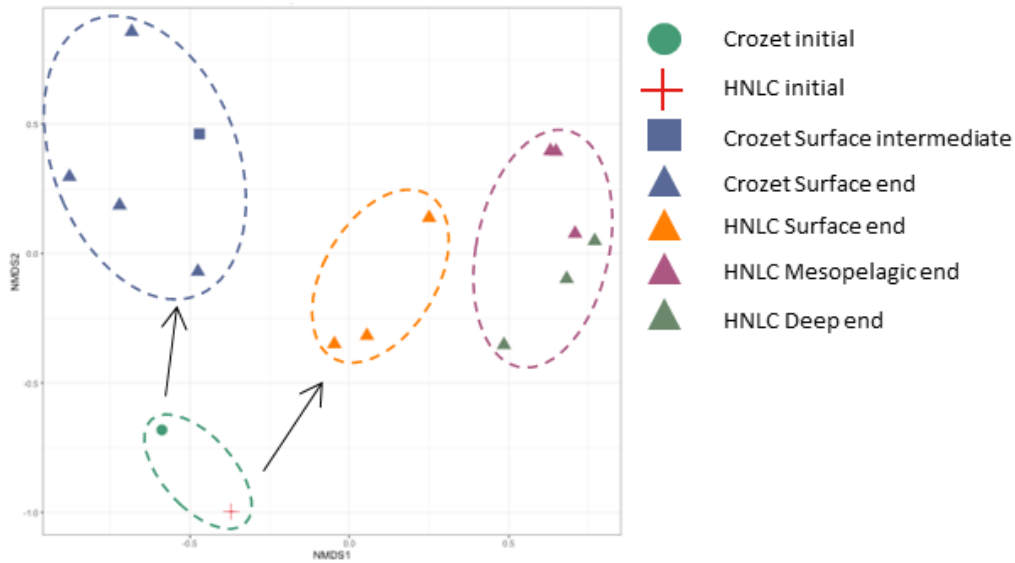 0.5
0.0
-0.5
-1.0
NMDS2
-0.5
0.0
0.5
NMDS1
Crozet initial
HNLC initial
Crozet Surface intermediate
Crozet Surface end
HNLC Surface end
HNLC Mesopelagic end
HNLC Deep end